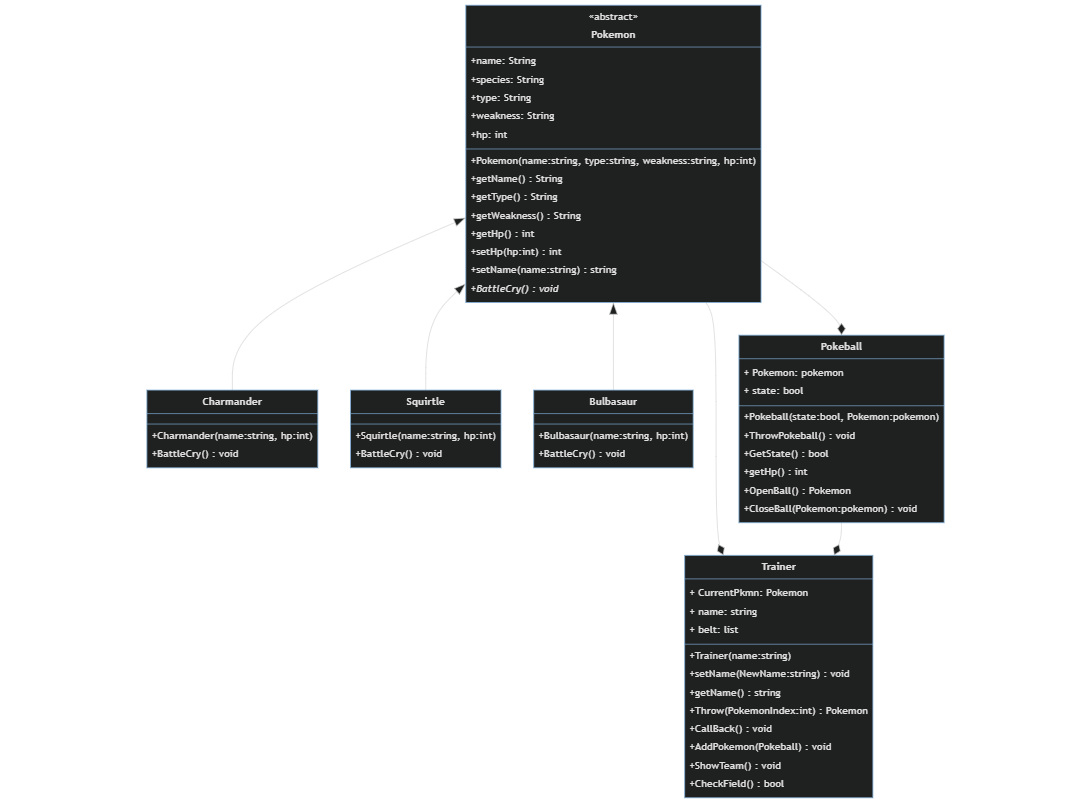 «abstract»
Pokemon
+name: String
+species: String
+type: String
+weakness: String
+hp: int
+Pokemon(name:string, type:string, weakness:string, hp:int)
+getName() : String
+getType() : String
+getWeakness() : String
+getHp() : int
+setHp(hp:int) : int
+setName(name:string) : string
+BattleCry() : void
Charmander
+Charmander(name:string, hp:int)
+BattleCry() : void
Squirtle
+Squirtle(name:string, hp:int)
+BattleCry() : void
Bulbasaur
+Bulbasaur(name:string, hp:int)
+BattleCry() : void
Pokeball
+ Pokemon: pokemon
+ state: bool
+Pokeball(state:bool, Pokemon:pokemon)
+ThrowPokeball() : void
+GetState() : bool
+getHp() : int
+OpenBall() : Pokemon
+CloseBall(Pokemon:pokemon) : void
Trainer
+ CurrentPkmn: Pokemon
+ name: string
+ belt: list
+Trainer(name:string)
+setName(NewName:string) : void
+getName() : string
+Throw(PokemonIndex:int) : Pokemon
+CallBack() : void
+AddPokemon(Pokeball) : void
+ShowTeam() : void
+CheckField() : bool